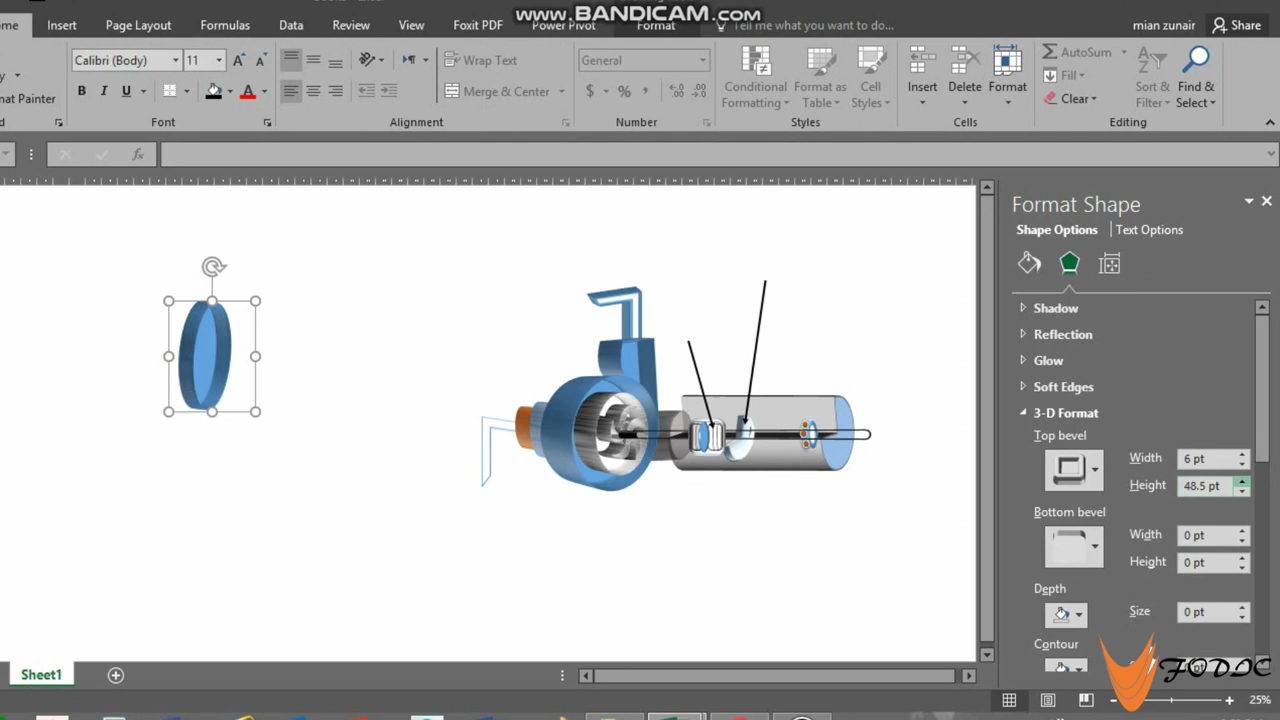 www.BANDICAM.com
ome Insert Page Layout Formulas Data Review View Foxit PDF Power Pivot Format Tell me what you want to do... mian zunair Share
Calibri (Body) 11 Wrap Text General AutoSum
Fill
at Painter B I U Merge & Center $ % Conditional Formatting Format as Table Cell Styles Insert Delete Format Clear Sort & Filter Find & Select
Font Alignment Number Styles Cells Editing
fx
Format Shape
Shape Options Text Options
Shadow
Reflection
Glow
Soft Edges
3-D Format
Top bevel
Width 6 pt
Height 48.5 pt
Bottom bevel
Width 0 pt
Height 0 pt
Depth
Size 0 pt
Contour
FODIC
Sheet1
25%